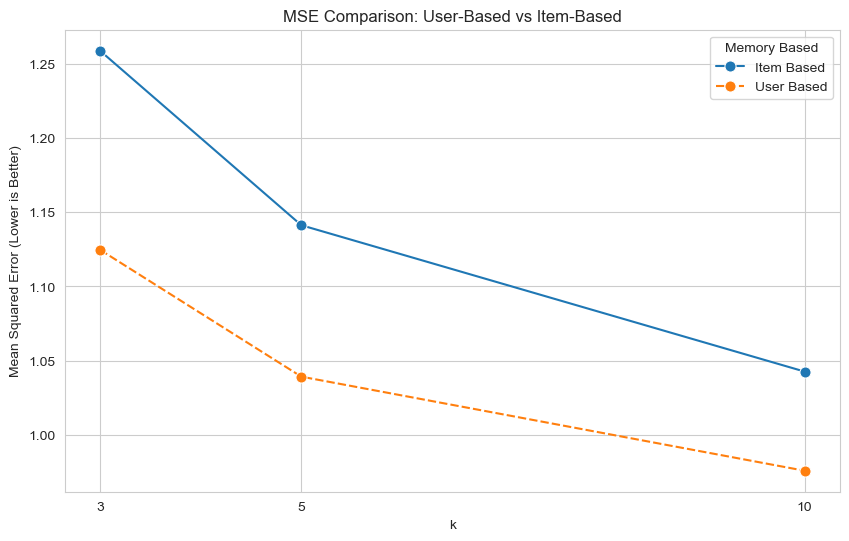 MSE Comparison: User-Based vs Item-Based
Memory Based
Item Based
User Based
Mean Squared Error (Lower is Better)
1.25
1.20
1.15
1.10
1.05
1.00
3
5
10
k